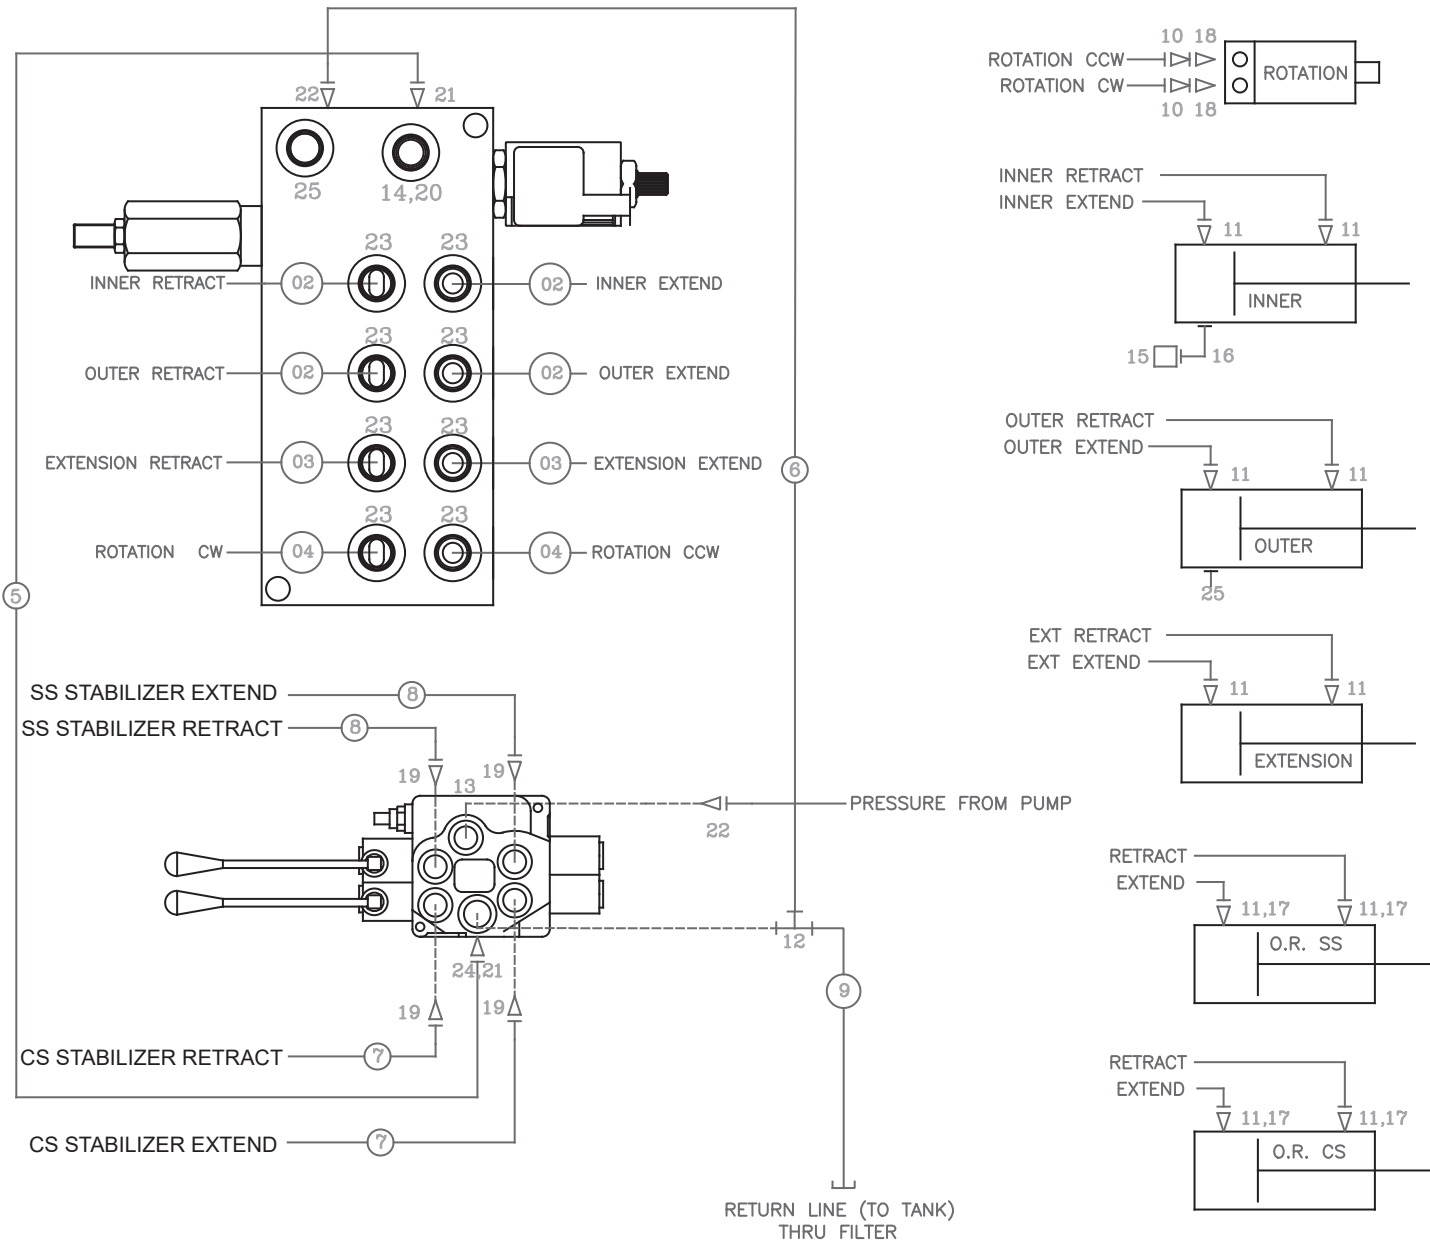 22
21
25
14,20
23 23
INNER RETRACT 02 02 INNER EXTEND
23 23
OUTER RETRACT 02 02 OUTER EXTEND
23 23
EXTENSION RETRACT 03 03 EXTENSION EXTEND
23 23
ROTATION CW 04 04 ROTATION CCW
6
5
SS STABILIZER EXTEND 8
SS STABILIZER RETRACT 8
19 19
13
PRESSURE FROM PUMP
22
12
24,21
19 19
9
CS STABILIZER RETRACT 7
CS STABILIZER EXTEND 7
RETURN LINE (TO TANK)
THRU FILTER
10 18
ROTATION CCW
ROTATION CW
ROTATION
10 18
INNER RETRACT
INNER EXTEND
11 11
INNER
15 16
OUTER RETRACT
OUTER EXTEND
11 11
OUTER
25
EXT RETRACT
EXT EXTEND
11 11
EXTENSION
RETRACT
EXTEND
11,17 11,17
O.R. SS
RETRACT
EXTEND
11,17 11,17
O.R. CS